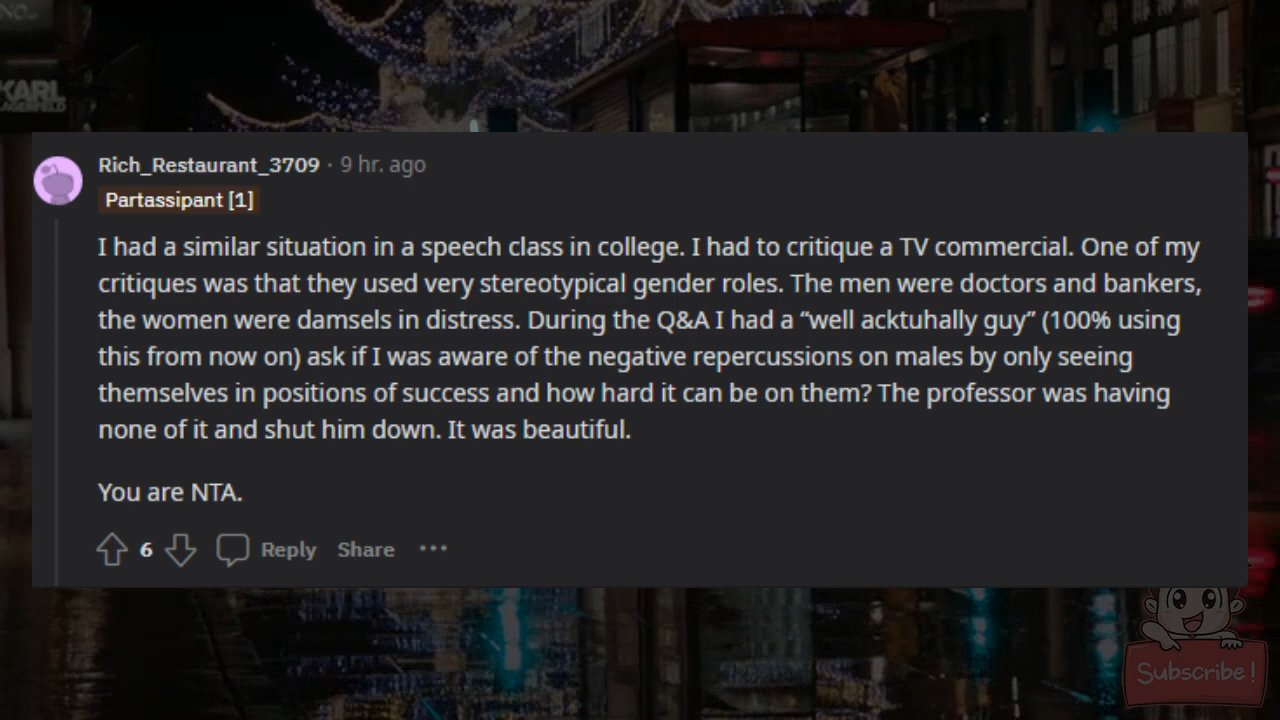 NO..
KARL
LAGERFELD
Rich_Restaurant_3709 · 9 hr. ago
Partassipant [1]
I had a similar situation in a speech class in college. I had to critique a TV commercial. One of my
critiques was that they used very stereotypical gender roles. The men were doctors and bankers,
the women were damsels in distress. During the Q&A I had a “well acktuhally guy” (100% using
this from now on) ask if I was aware of the negative repercussions on males by only seeing
themselves in positions of success and how hard it can be on them? The professor was having
none of it and shut him down. It was beautiful.
You are NTA.
6 Reply Share ···
Subscribe!